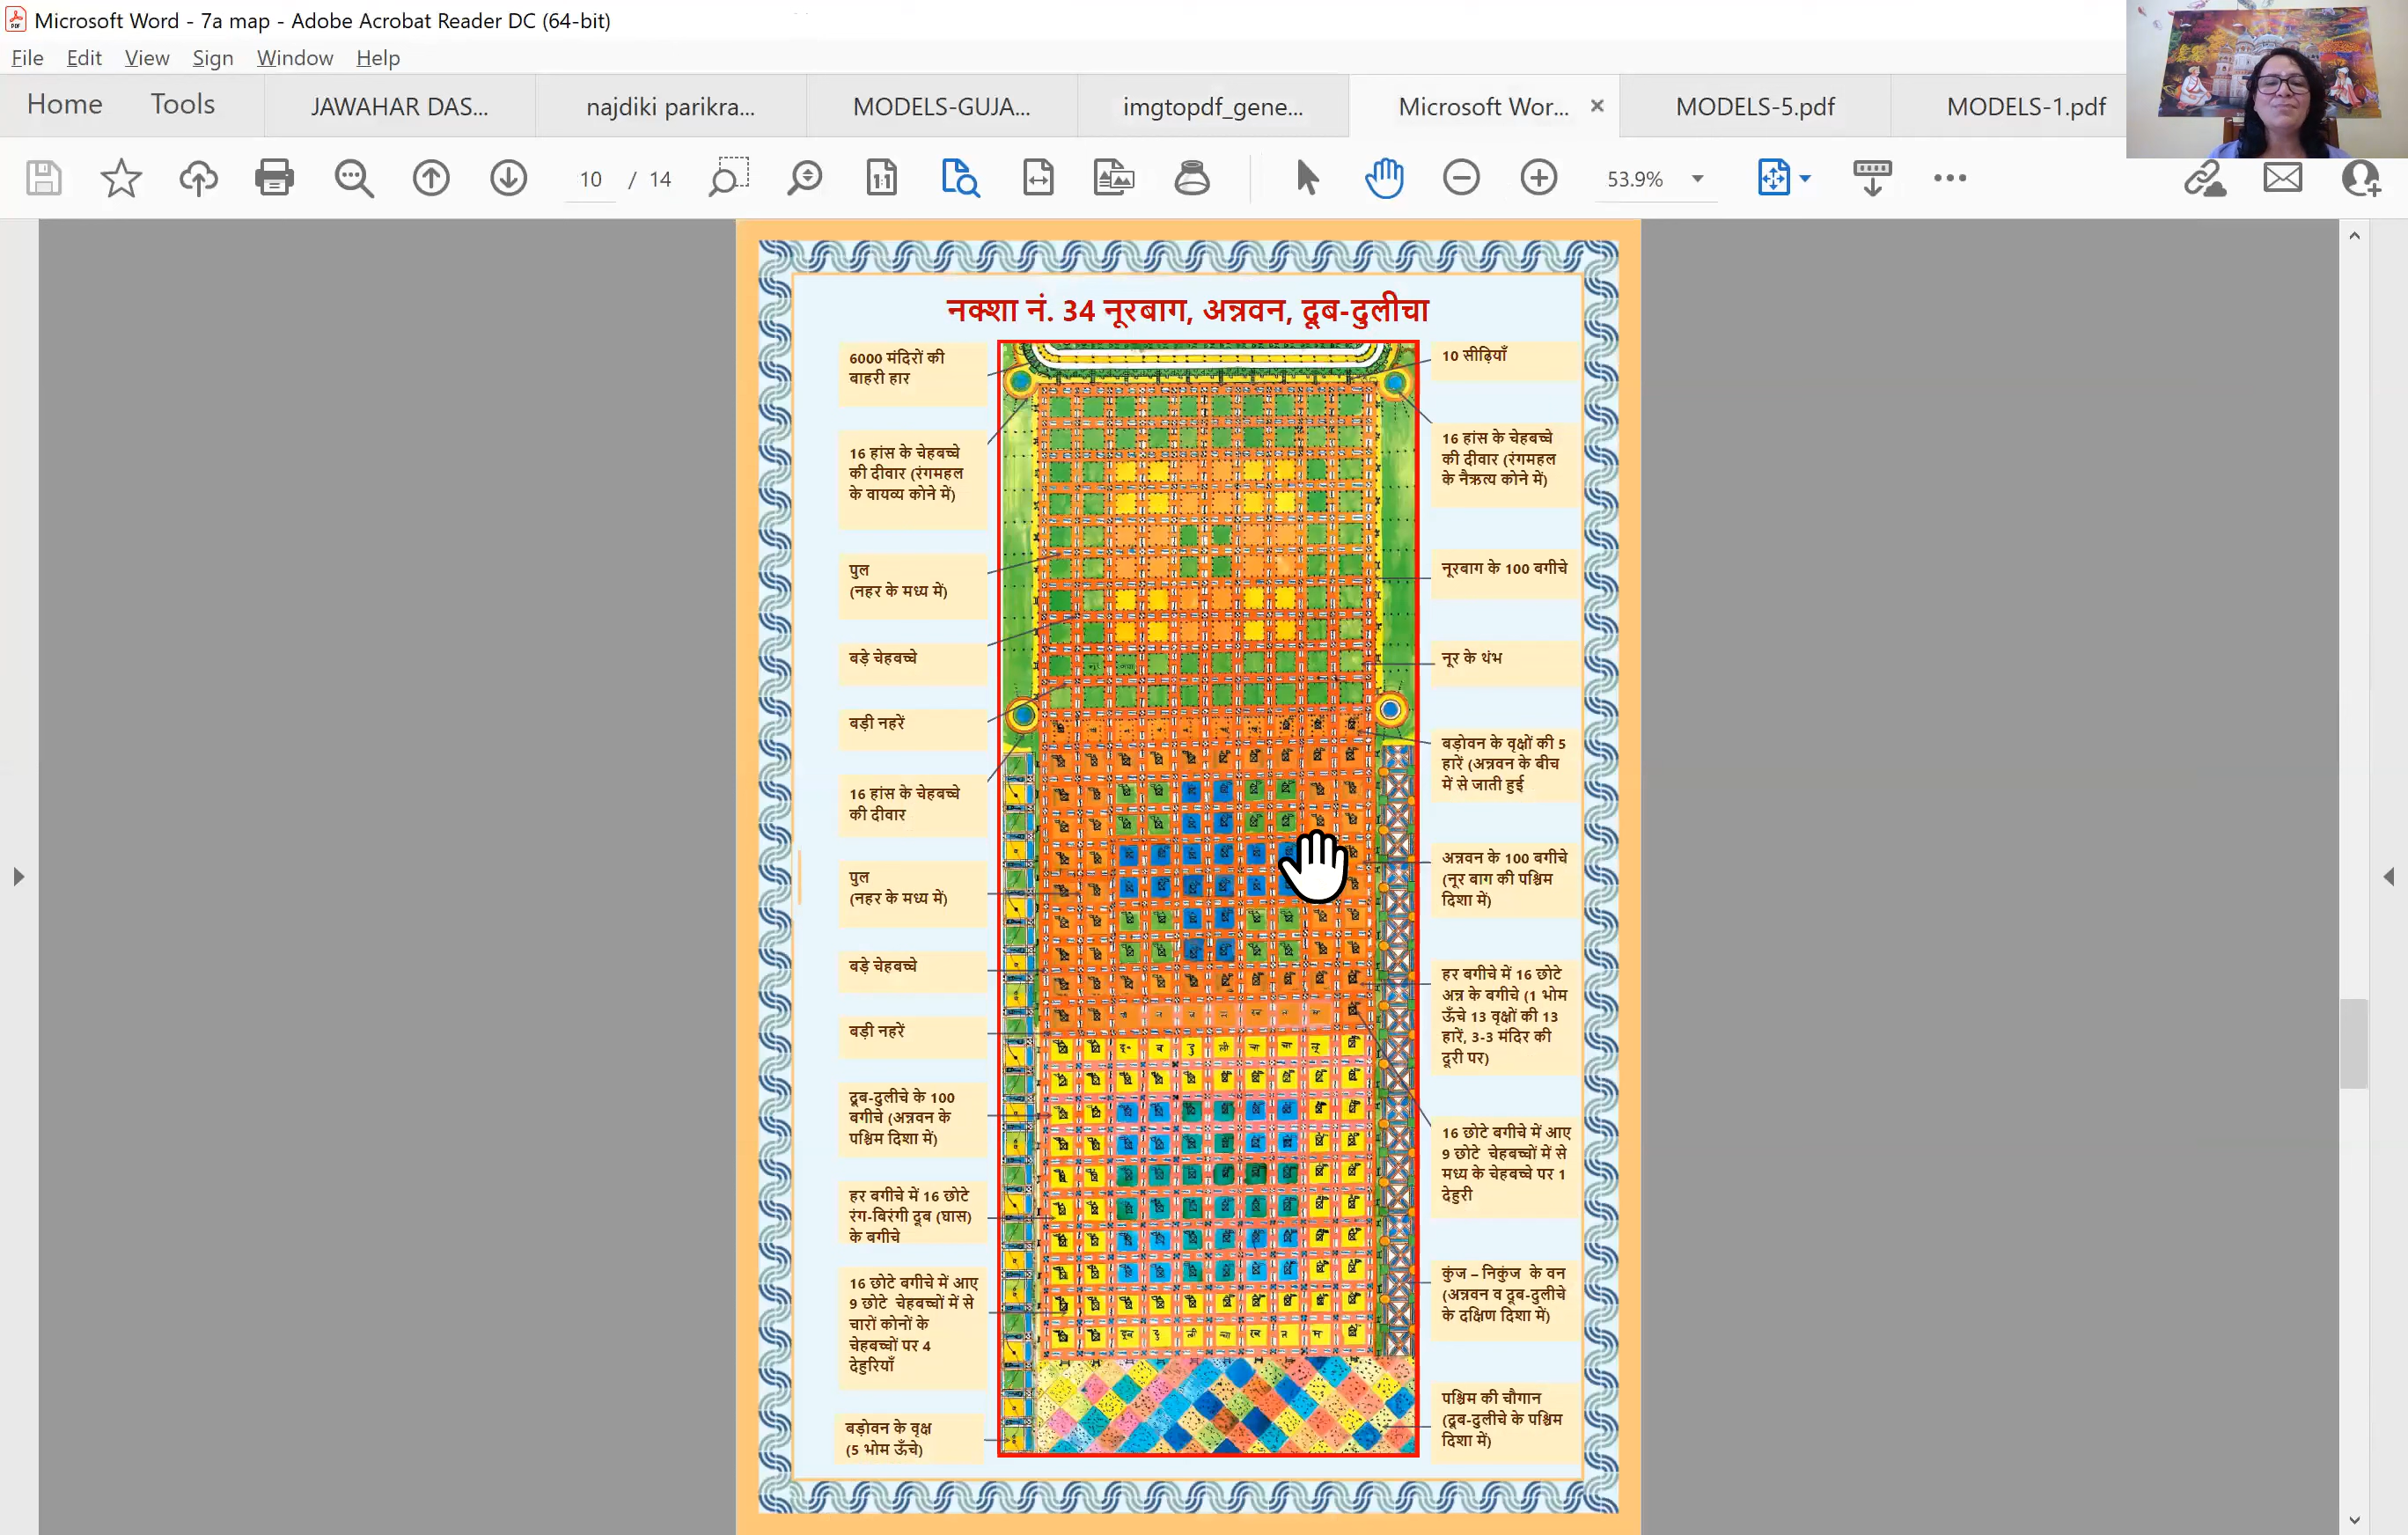 Microsoft Word - 7a map - Adobe Acrobat Reader DC (64-bit)
File Edit View Sign Window Help
Home Tools JAWAHAR DAS... najdiki parikra... MODELS-GUJA... imgtopdf_gene... Microsoft Wor... MODELS-5.pdf MODELS-1.pdf
10 / 14 53.9%
नक्शा नं. 34 नूरबाग, अन्नवन, दूब-दुलीचा
6000 मंदिरों की
बाहरी हार
16 हांस के चेहबच्चे
की दीवार (रंगमहल
के वायव्य कोने में)
पुल
(नहर के मध्य में)
बड़े चेहबच्चे
बड़ी नहरें
16 हांस के चेहबच्चे
की दीवार
पुल
(नहर के मध्य में)
बड़े चेहबच्चे
बड़ी नहरें
दूब-दुलीचे के 100
बगीचे (अन्नवन के
पश्चिम दिशा में)
हर बगीचे में 16 छोटे
रंग-बिरंगी दूब (घास)
के बगीचे
16 छोटे बगीचे में आए
9 छोटे चेहबच्चों में से
चारों कोनों के
चेहबच्चों पर 4
देहुरियाँ
बड़ोवन के वृक्ष
(5 भोम ऊँचे)
10 सीढ़ियाँ
16 हांस के चेहबच्चे
की दीवार (रंगमहल
के नैऋत्य कोने में)
नूरबाग के 100 बगीचे
नूर के थंभ
बड़ोवन के वृक्षों की 5
हारें (अन्नवन के बीच
में से जाती हुई
अन्नवन के 100 बगीचे
(नूर बाग की पश्चिम
दिशा में)
हर बगीचे में 16 छोटे
अन्न के बगीचे (1 भोम
ऊँचे 13 वृक्षों की 13
हारें, 3-3 मंदिर की
दूरी पर)
16 छोटे बगीचे में आए
9 छोटे चेहबच्चों में से
मध्य के चेहबच्चे पर 1
देहुरी
कुंज – निकुंज के वन
(अन्नवन व दूब-दुलीचे
के दक्षिण दिशा में)
पश्चिम की चौगान
(दूब-दुलीचे के पश्चिम
दिशा में)